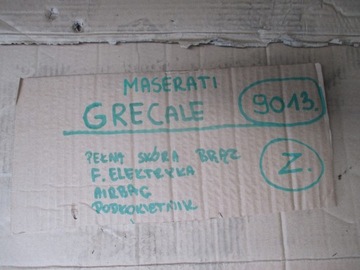 MASERATI
GRECALE 9013.
PEŁNA SKÓRA BRĄZ
F. ELEKTRYKA Z.
AIRBAG
PODŁOKIETNIK